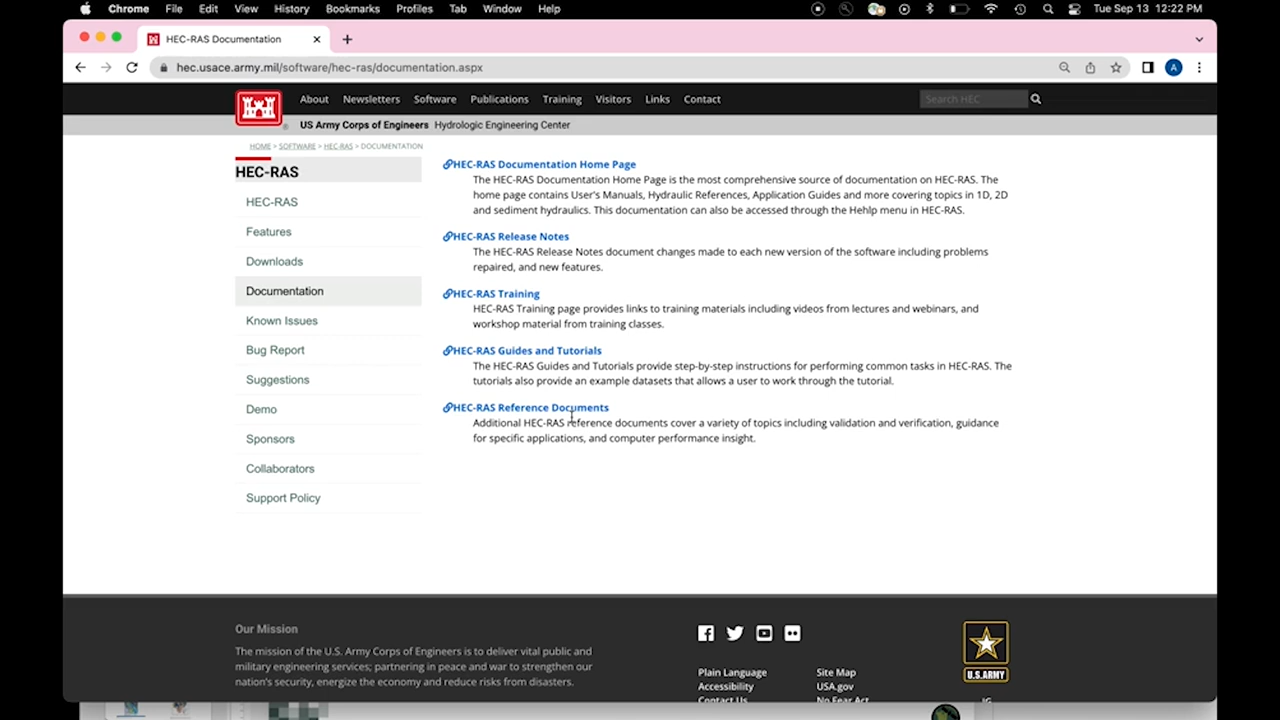 Chrome File Edit View History Bookmarks Profiles Tab Window Help Tue Sep 13 12:22 PM
HEC-RAS Documentation
hec.usace.army.mil/software/hec-ras/documentation.aspx A
About Newsletters Software Publications Training Visitors Links Contact Search HEC
US Army Corps of Engineers Hydrologic Engineering Center
HOME > SOFTWARE > HEC-RAS > DOCUMENTATION
HEC-RAS
HEC-RAS
Features
Downloads
Documentation
Known Issues
Bug Report
Suggestions
Demo
Sponsors
Collaborators
Support Policy
HEC-RAS Documentation Home Page
The HEC-RAS Documentation Home Page is the most comprehensive source of documentation on HEC-RAS. The
home page contains User's Manuals, Hydraulic References, Application Guides and more covering topics in 1D, 2D
and sediment hydraulics. This documentation can also be accessed through the Hehlp menu in HEC-RAS.
HEC-RAS Release Notes
The HEC-RAS Release Notes document changes made to each new version of the software including problems
repaired, and new features.
HEC-RAS Training
HEC-RAS Training page provides links to training materials including videos from lectures and webinars, and
workshop material from training classes.
HEC-RAS Guides and Tutorials
The HEC-RAS Guides and Tutorials provide step-by-step instructions for performing common tasks in HEC-RAS. The
tutorials also provide an example datasets that allows a user to work through the tutorial.
HEC-RAS Reference Documents
Additional HEC-RAS reference documents cover a variety of topics including validation and verification, guidance
for specific applications, and computer performance insight.
Our Mission
The mission of the U.S. Army Corps of Engineers is to deliver vital public and
military engineering services; partnering in peace and war to strengthen our
nation's security, energize the economy and reduce risks from disasters.
Plain Language
Accessibility
Contact Us
Site Map
USA.gov
No Fear Act
U.S.ARMY
IG